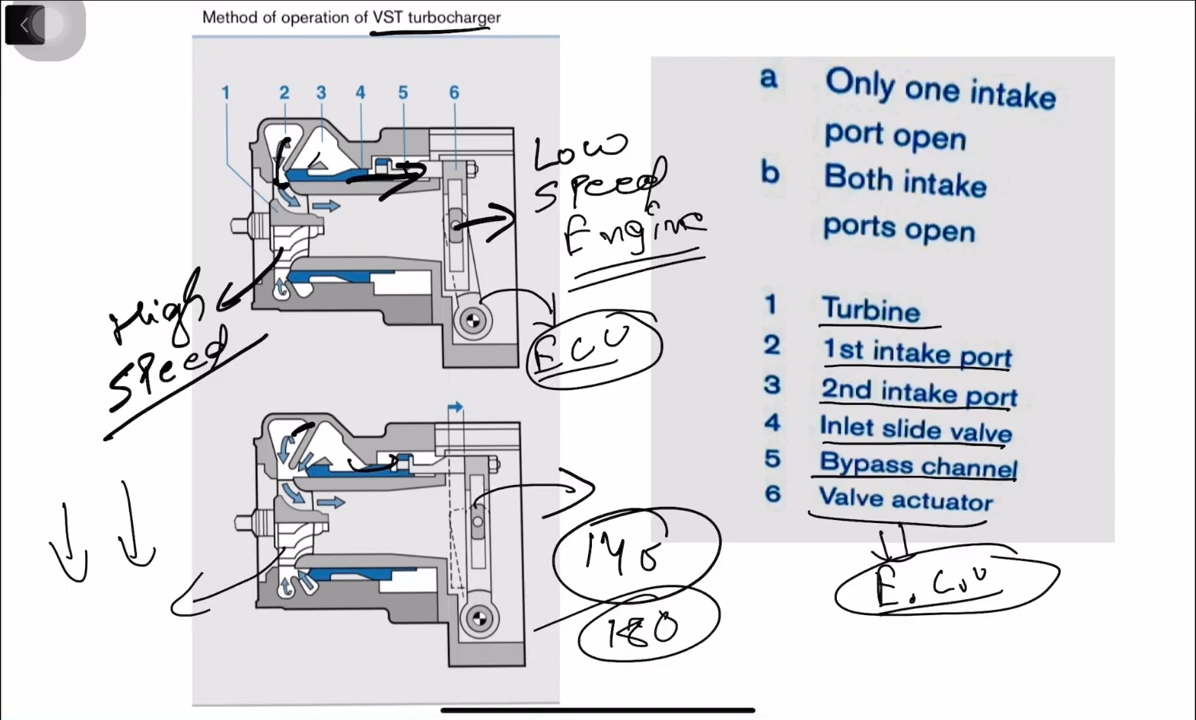 Method of operation of VST turbocharger
1 2 3 4 5 6
Low
Speed
Engine
High
Speed
ECU
a Only one intake
port open
b Both intake
ports open
1 Turbine
2 1st intake port
3 2nd intake port
4 Inlet slide valve
5 Bypass channel
6 Valve actuator
E.C.U
180